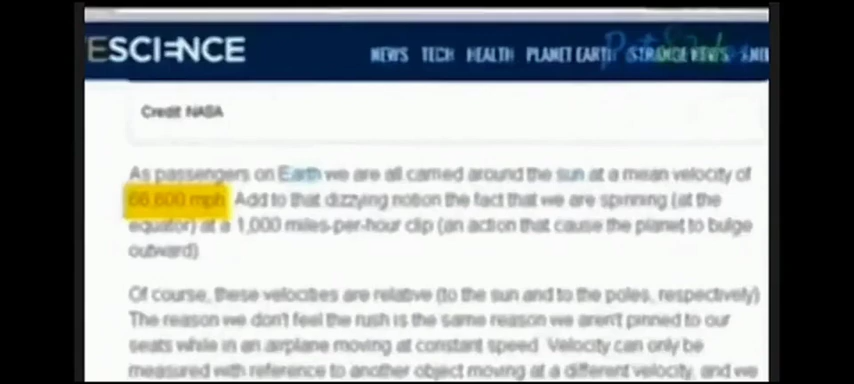 ESCIENCE
NEWS TECH HEALTH PLANET EARTH STRANGE NEWS ANI
Credit NASA
As passengers on Earth we are all carried around the sun at a mean velocity of
66,600 mph. Add to that dizzying notion the fact that we are spinning (at the
equator) at a 1,000 miles-per-hour clip (an action that cause the planet to bulge
outward)
Of course, these velocities are relative (to the sun and to the poles, respectively)
The reason we don't feel the rush is the same reason we aren't pinned to our
seats while in an airplane moving at constant speed. Velocity can only be
measured with reference to another object moving at a different velocity, and we